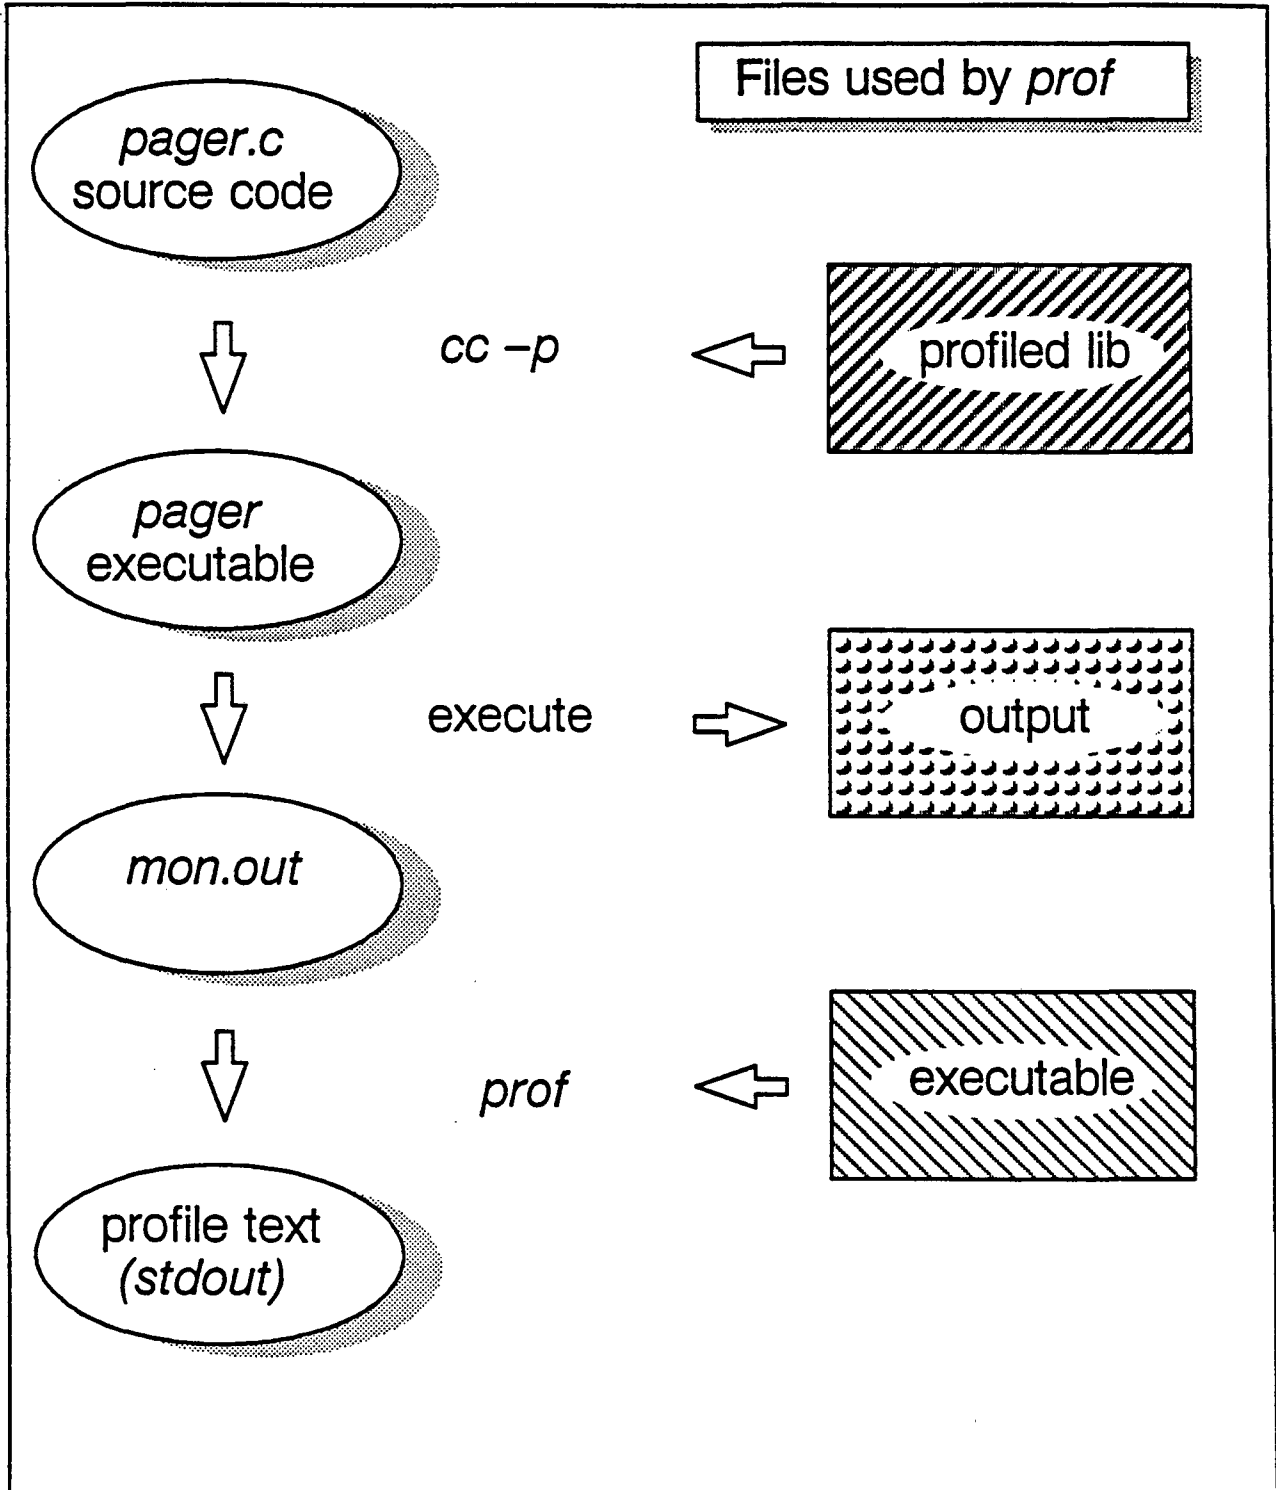 Files used by prof
pager.c
source code
cc –p
profiled lib
pager
executable
execute
output
mon.out
prof
executable
profile text
(stdout)